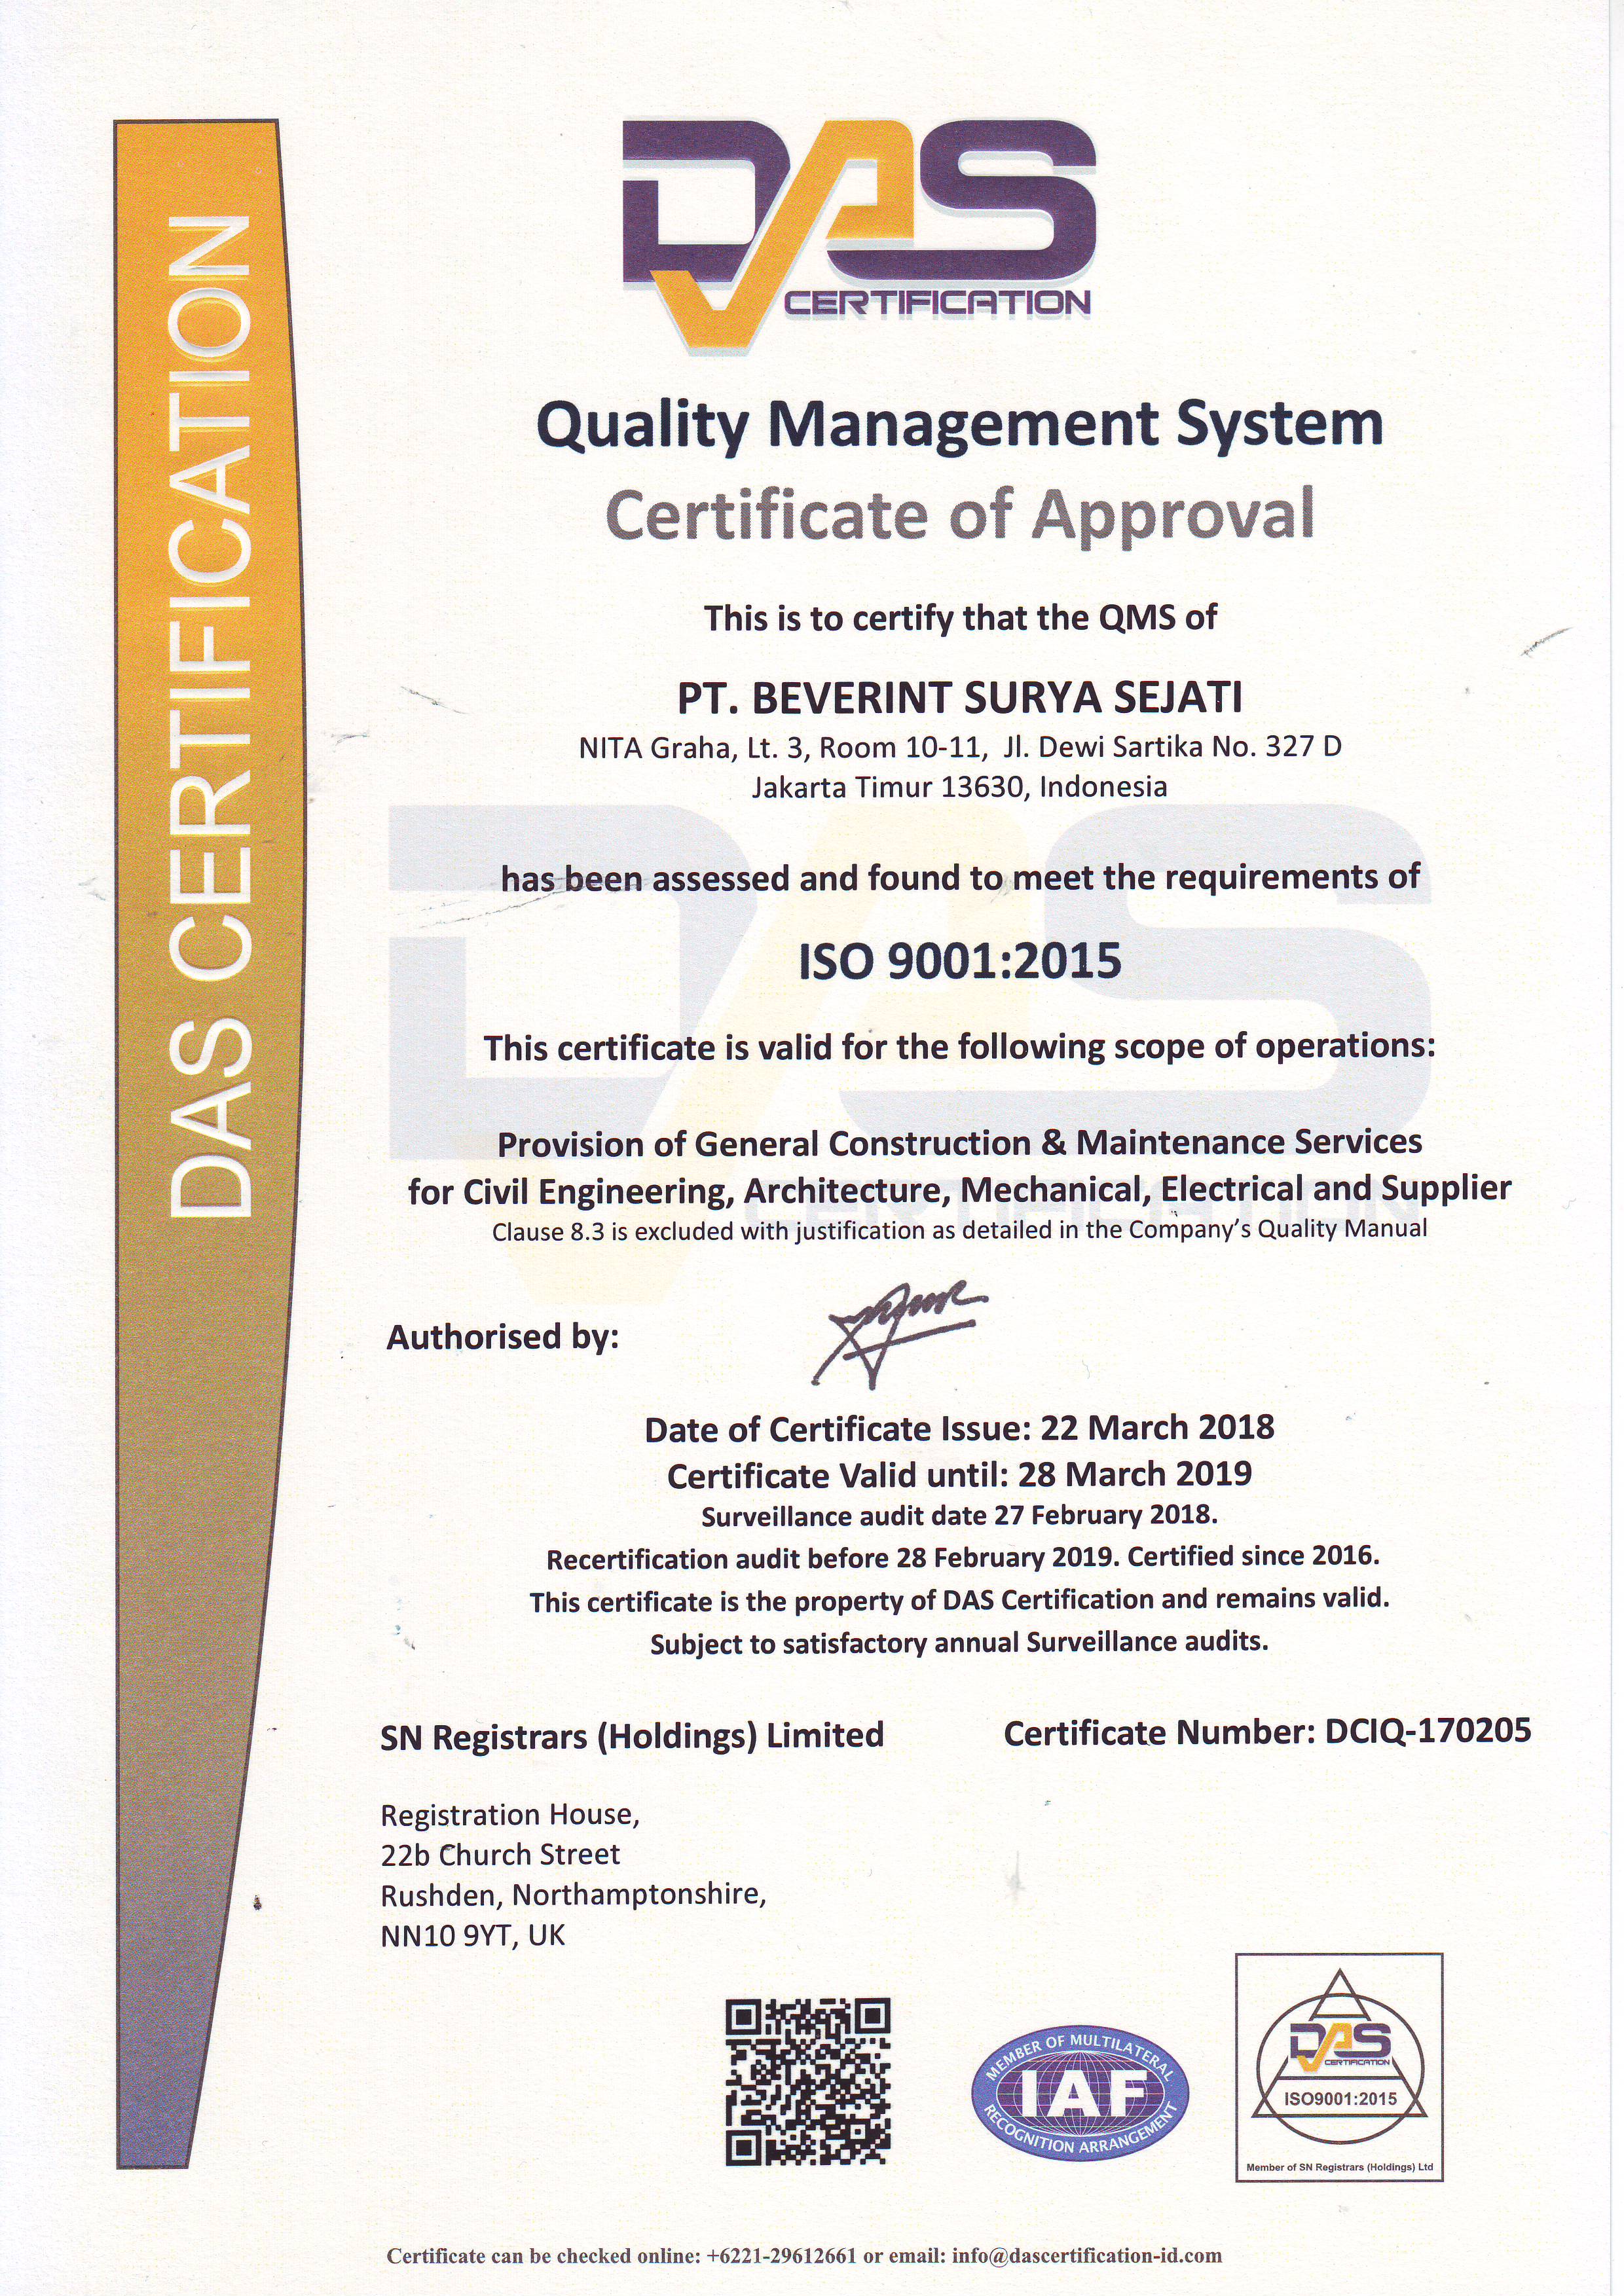 DAS CERTIFICATION
DAS
CERTIFICATION
Quality Management System
Certificate of Approval
This is to certify that the QMS of
PT. BEVERINT SURYA SEJATI
NITA Graha, Lt. 3, Room 10-11, Jl. Dewi Sartika No. 327 D
Jakarta Timur 13630, Indonesia
has been assessed and found to meet the requirements of
ISO 9001:2015
This certificate is valid for the following scope of operations:
Provision of General Construction & Maintenance Services
for Civil Engineering, Architecture, Mechanical, Electrical and Supplier
Clause 8.3 is excluded with justification as detailed in the Company's Quality Manual
Authorised by:
Date of Certificate Issue: 22 March 2018
Certificate Valid until: 28 March 2019
Surveillance audit date 27 February 2018.
Recertification audit before 28 February 2019. Certified since 2016.
This certificate is the property of DAS Certification and remains valid.
Subject to satisfactory annual Surveillance audits.
SN Registrars (Holdings) Limited
Certificate Number: DCIQ-170205
Registration House,
22b Church Street
Rushden, Northamptonshire,
NN10 9YT, UK
MEMBER OF MULTILATERAL
IAF
RECOGNITION ARRANGEMENT
DAS
CERTIFICATION
ISO9001:2015
Member of SN Registrars (Holdings) Ltd
Certificate can be checked online: +6221-29612661 or email: info@dascertification-id.com